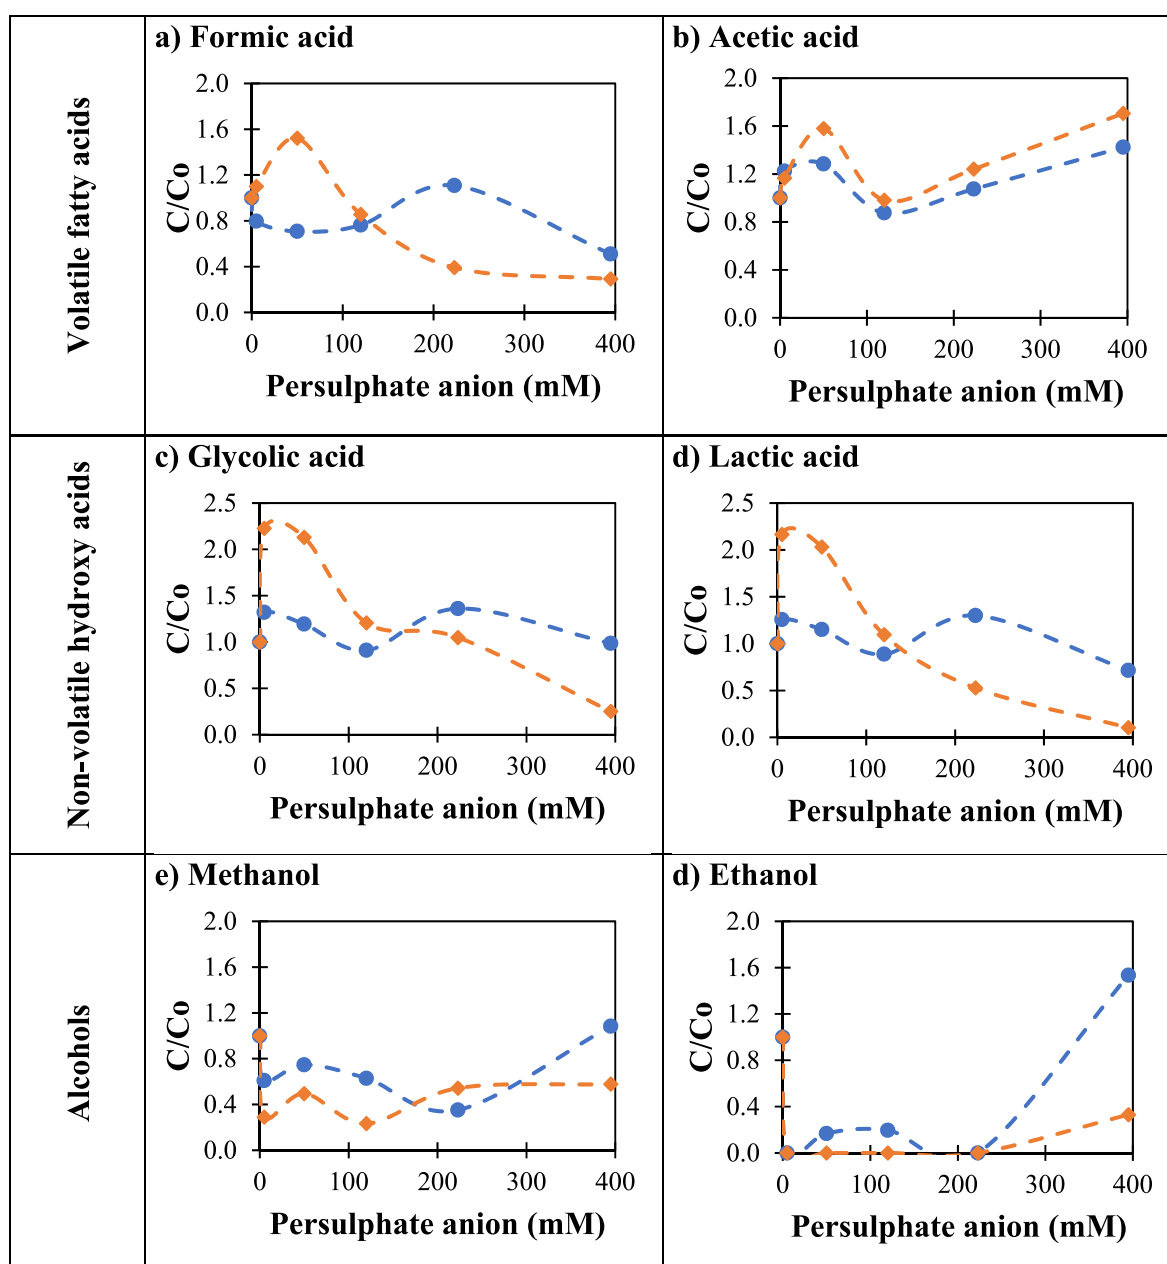 Volatile fatty acids
a) Formic acid
2.0
1.6
1.2
0.8
0.4
0.0
C/Co
0 100 200 300 400
Persulphate anion (mM)
b) Acetic acid
2.0
1.6
1.2
0.8
0.4
0.0
C/Co
0 100 200 300 400
Persulphate anion (mM)
Non-volatile hydroxy acids
c) Glycolic acid
2.5
2.0
1.5
1.0
0.5
0.0
C/Co
0 100 200 300 400
Persulphate anion (mM)
d) Lactic acid
2.5
2.0
1.5
1.0
0.5
0.0
C/Co
0 100 200 300 400
Persulphate anion (mM)
Alcohols
e) Methanol
2.0
1.6
1.2
0.8
0.4
0.0
C/Co
0 100 200 300 400
Persulphate anion (mM)
d) Ethanol
2.0
1.6
1.2
0.8
0.4
0.0
C/Co
0 100 200 300 400
Persulphate anion (mM)